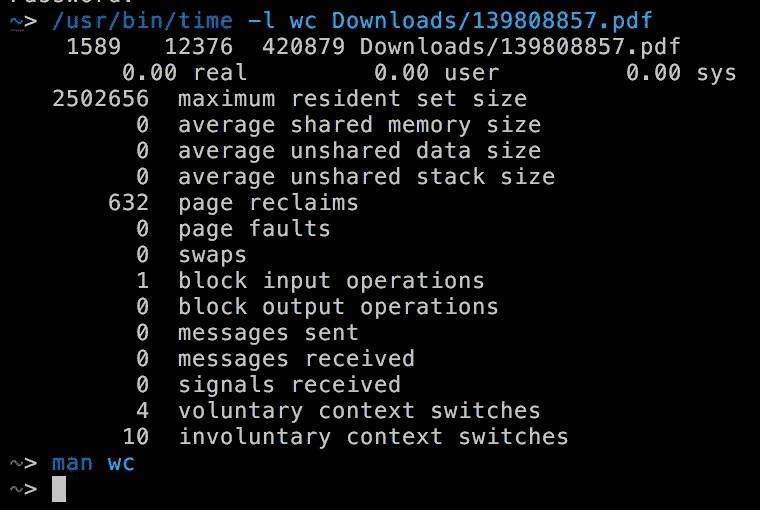 Password:
~> /usr/bin/time -l wc Downloads/139808857.pdf
1589 12376 420879 Downloads/139808857.pdf
0.00 real 0.00 user 0.00 sys
2502656 maximum resident set size
0 average shared memory size
0 average unshared data size
0 average unshared stack size
632 page reclaims
0 page faults
0 swaps
1 block input operations
0 block output operations
0 messages sent
0 messages received
0 signals received
4 voluntary context switches
10 involuntary context switches
~> man wc
~>